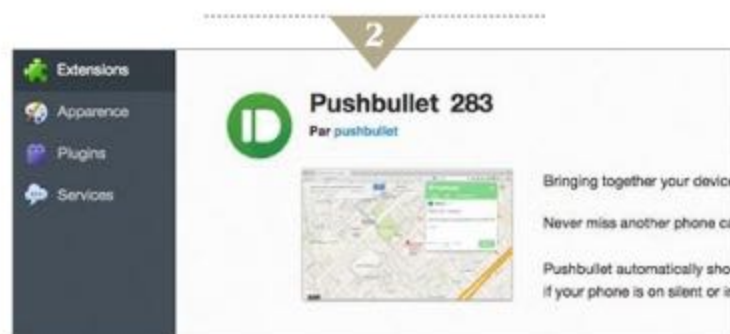 2
Extensions
Apparence
Plugins
Services
Pushbullet 283
Par pushbullet
Bringing together your device
Never miss another phone ca
Pushbullet automatically sho
if your phone is on silent or i